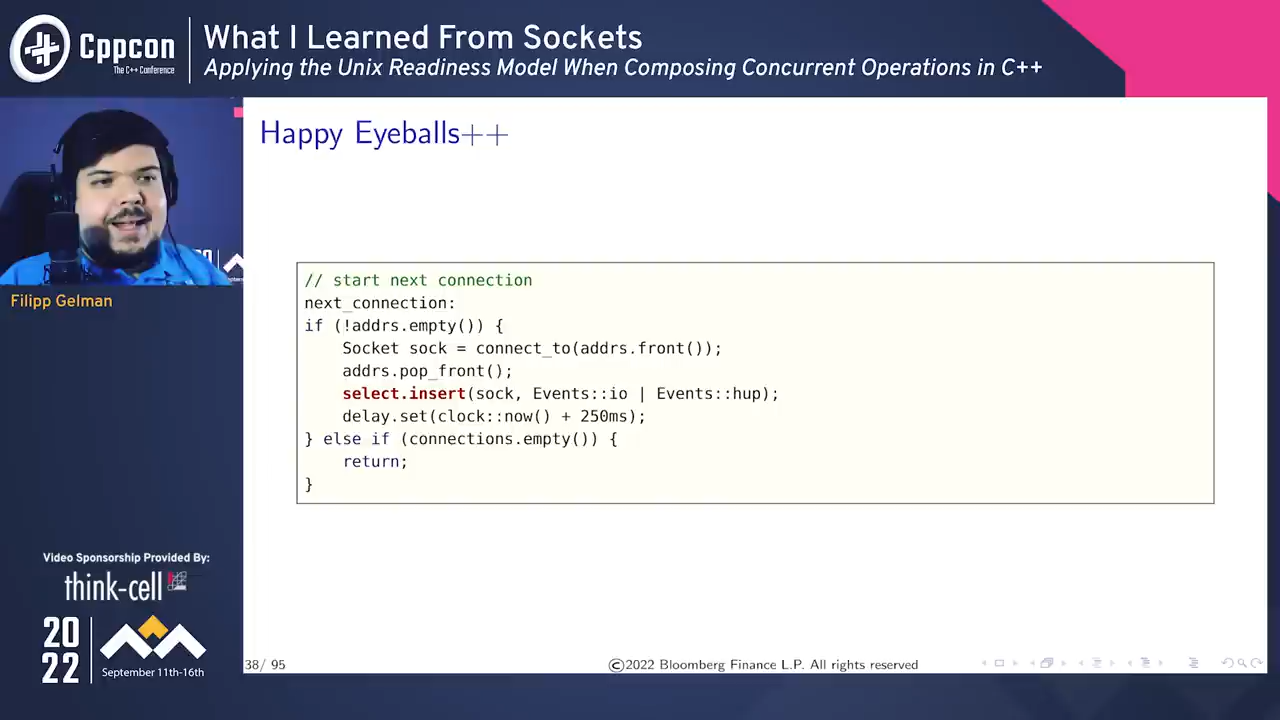 Cppcon
The C++ Conference
What I Learned From Sockets
Applying the Unix Readiness Model When Composing Concurrent Operations in C++
Filipp Gelman
Happy Eyeballs++
// start next connection
next_connection:
if (!addrs.empty()) {
    Socket sock = connect_to(addrs.front());
    addrs.pop_front();
    select.insert(sock, Events::io | Events::hup);
    delay.set(clock::now() + 250ms);
} else if (connections.empty()) {
    return;
}
Video Sponsorship Provided By:
think-cell
20
22
September 11th-16th
38/ 95
©2022 Bloomberg Finance L.P. All rights reserved